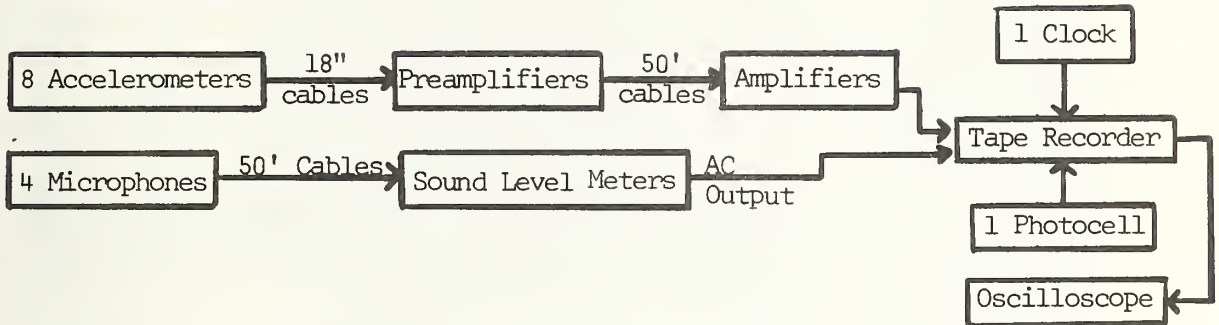 1 Clock
8 Accelerometers
18"
cables
Preamplifiers
50'
cables
Amplifiers
Tape Recorder
4 Microphones
50' Cables
Sound Level Meters
AC
Output
1 Photocell
Oscilloscope